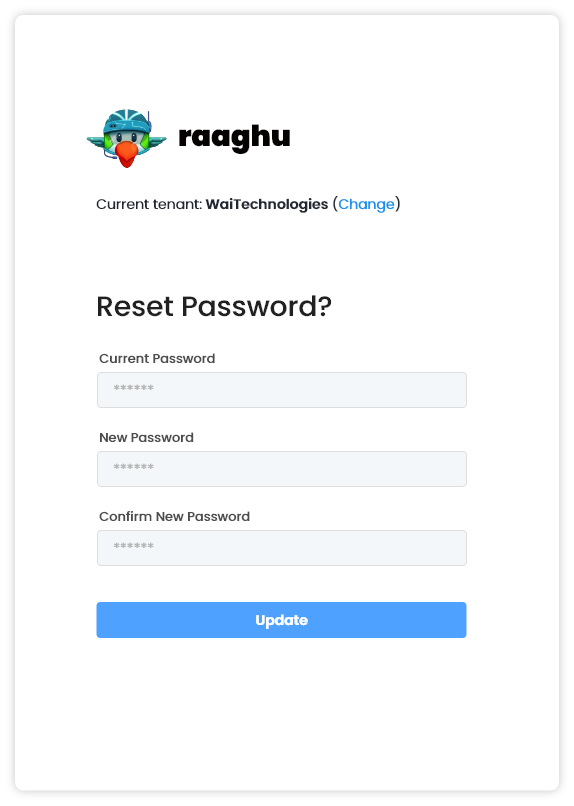 raaghu
Current tenant: WaiTechnologies (Change)
Reset Password?
Current Password
******
New Password
******
Confirm New Password
******
Update